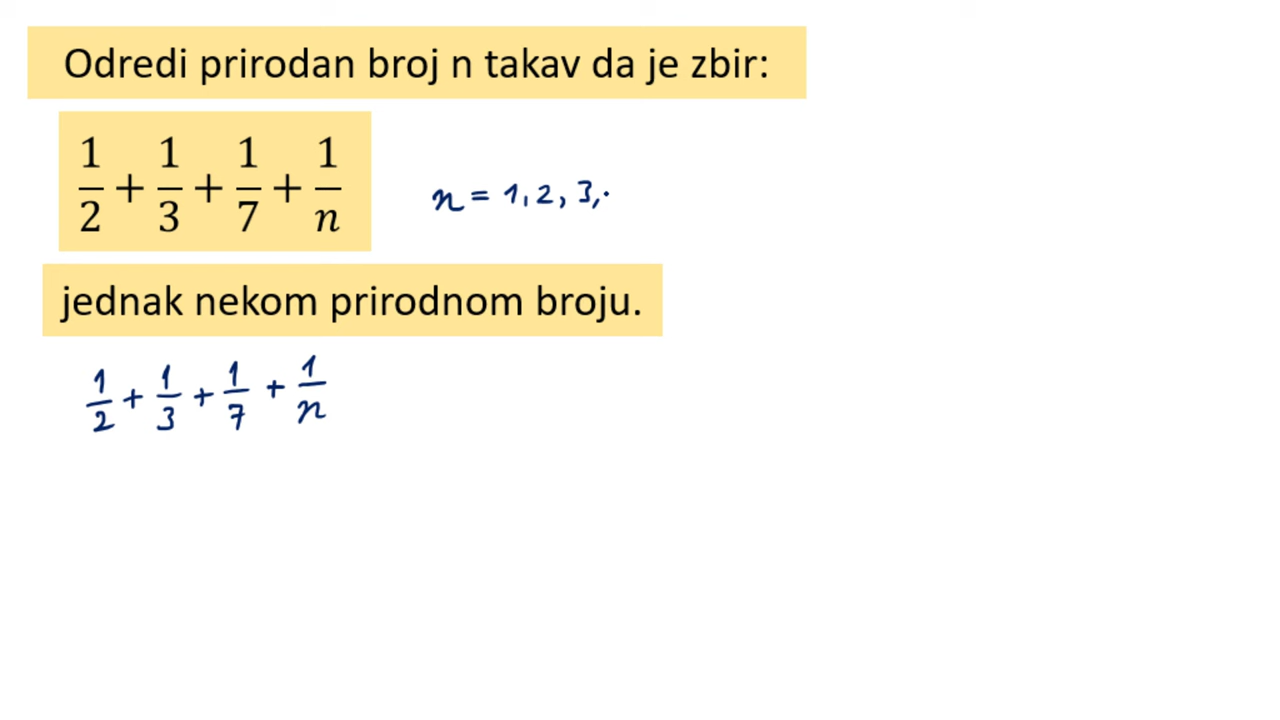 Odredi prirodan broj n takav da je zbir:
1/2 + 1/3 + 1/7 + 1/n
n = 1, 2, 3, .
jednak nekom prirodnom broju.
1/2 + 1/3 + 1/7 + 1/n